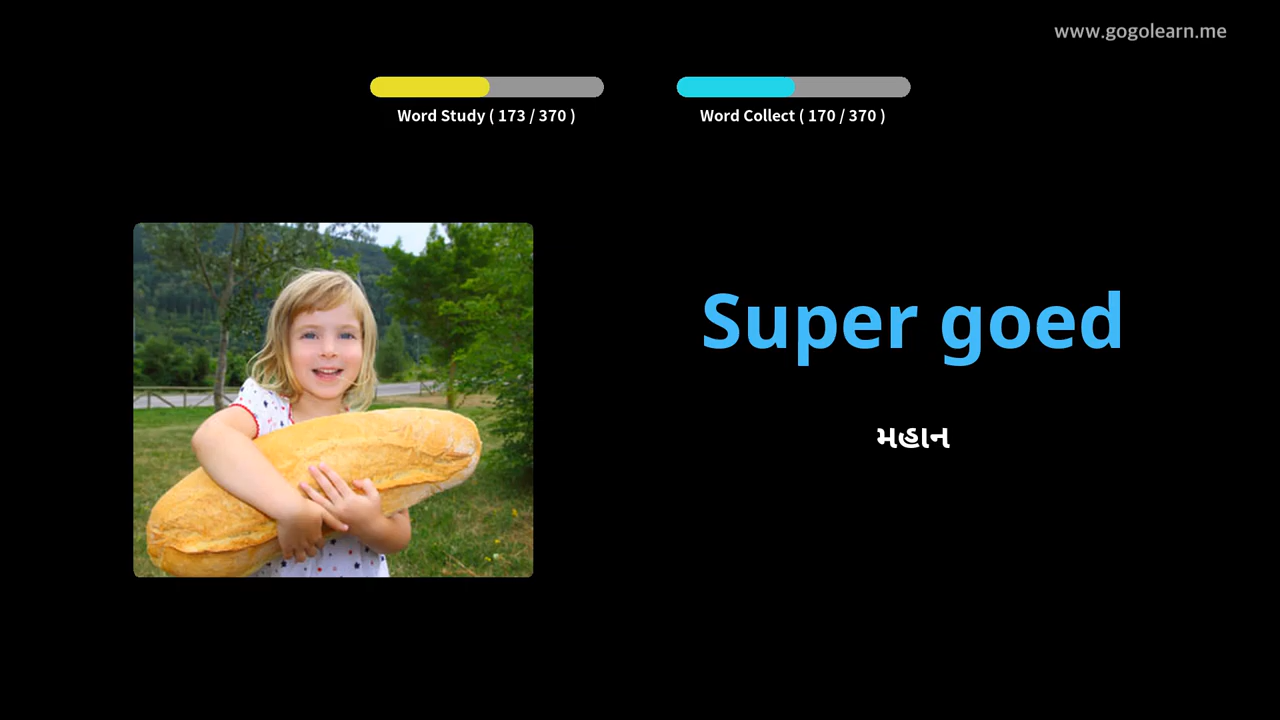 www.gogolearn.me
Word Study ( 173 / 370 )
Word Collect ( 170 / 370 )
Super goed
મહાન